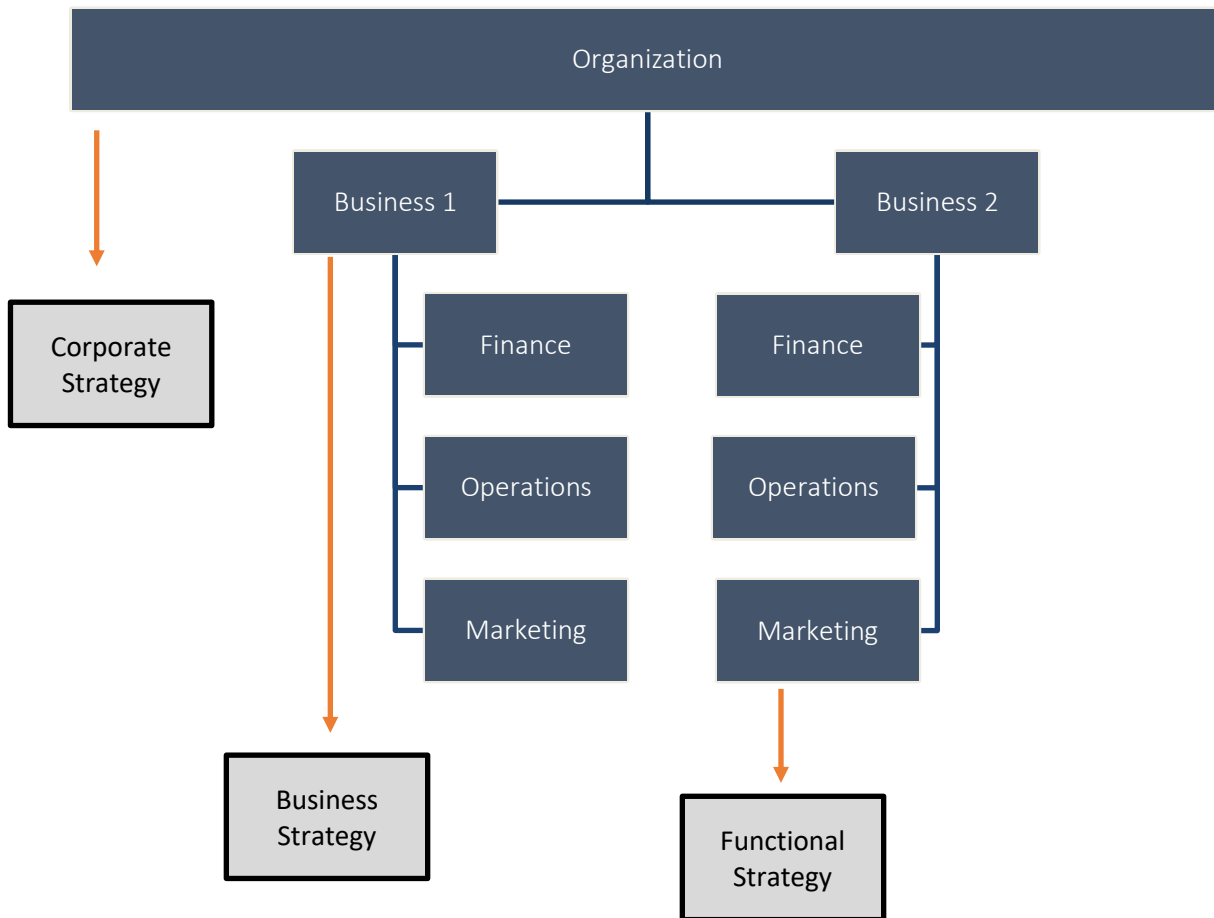 Organization
Business 1
Business 2
Finance
Finance
Corporate
Strategy
Operations
Operations
Marketing
Marketing
Business
Strategy
Functional
Strategy